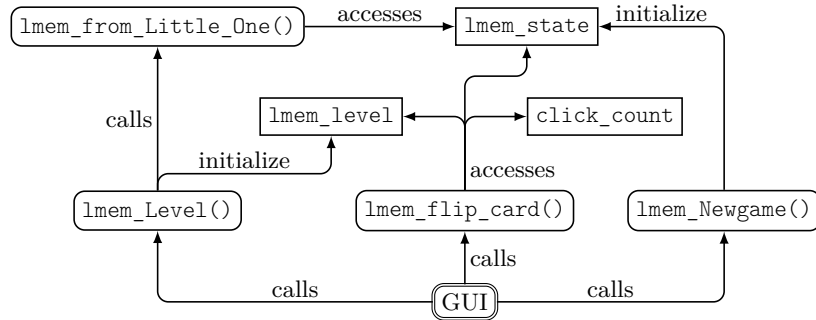 accesses
initialize
lmem_from_Little_One()
lmem_state
calls
lmem_level
click_count
initialize
accesses
lmem_Level()
lmem_flip_card()
lmem_Newgame()
calls
calls
GUI
calls